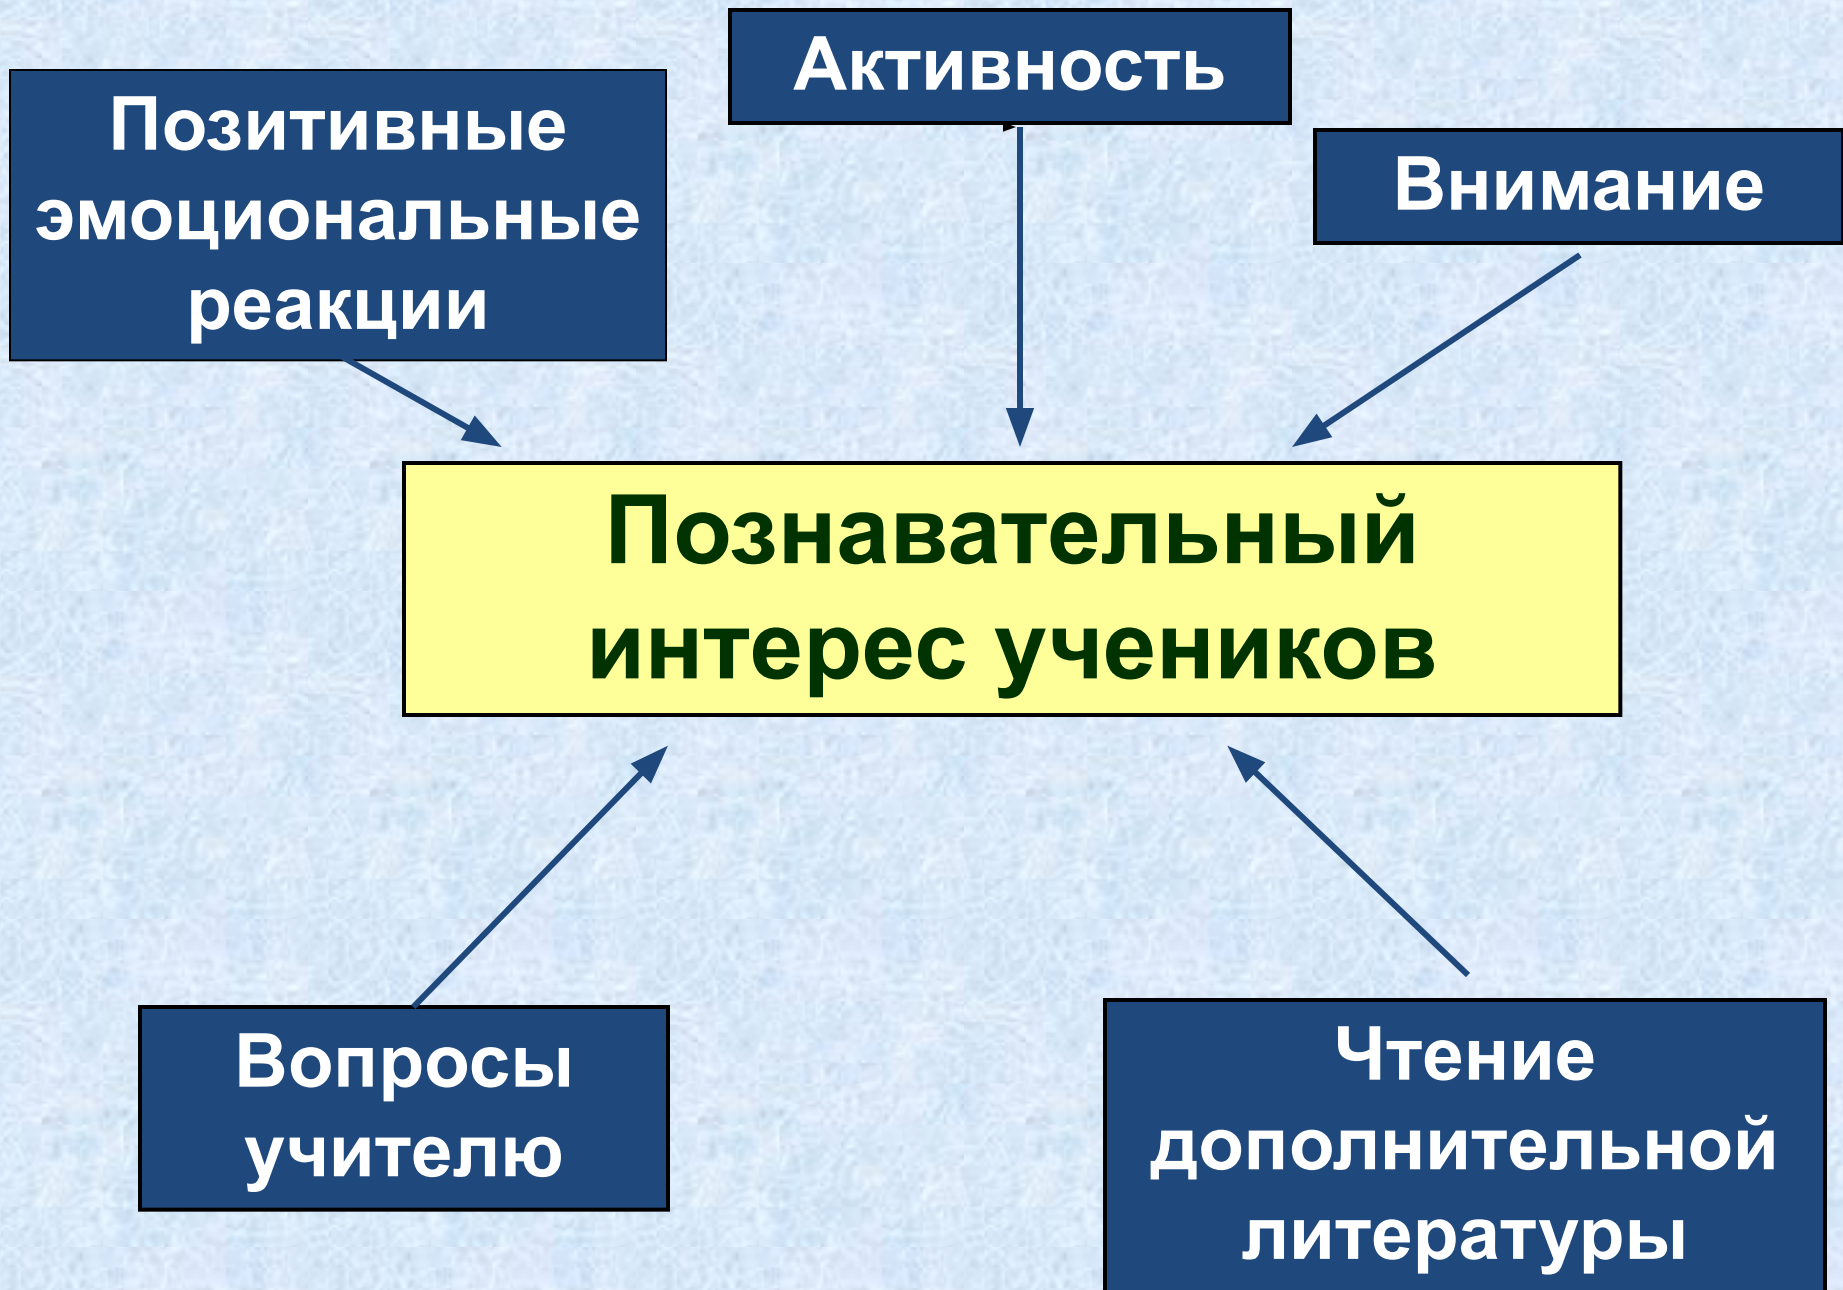 Активность
Позитивные
эмоциональные
реакции
Внимание
Познавательный
интерес учеников
Вопросы
учителю
Чтение
дополнительной
литературы